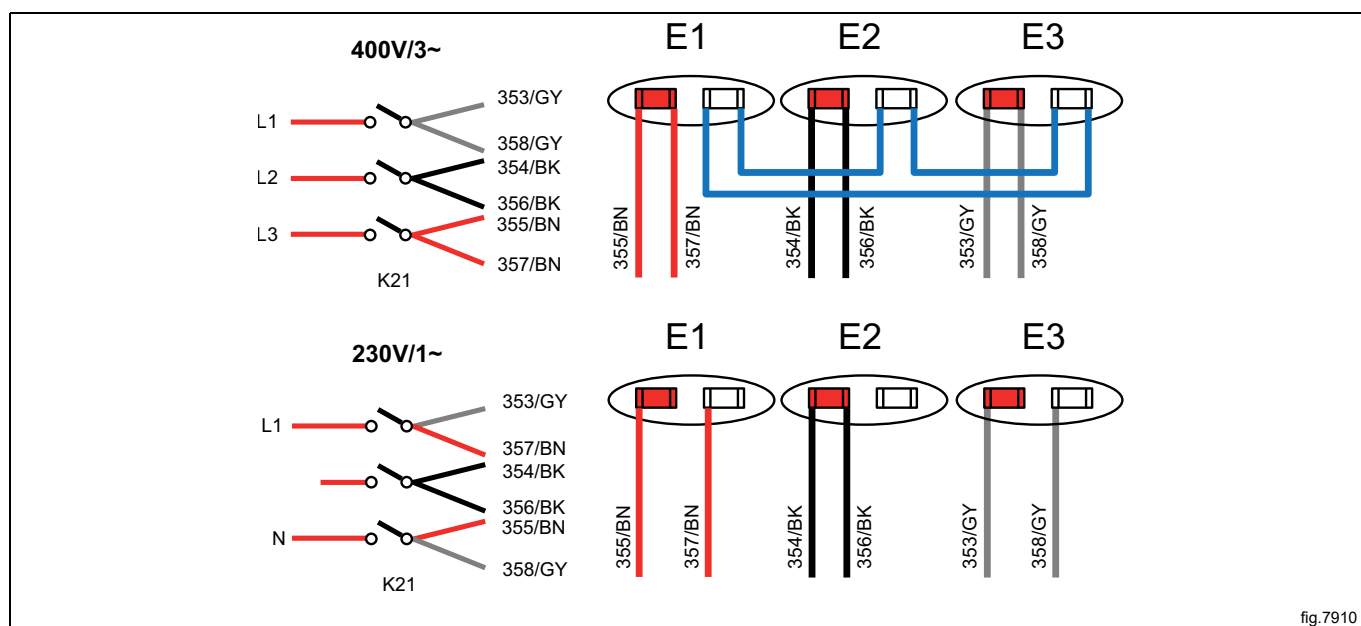 400V/3~
E1 E2 E3
353/GY
L1
358/GY
354/BK
L2
356/BK
355/BN
L3
357/BN
K21
355/BN 357/BN 354/BK 356/BK 353/GY 358/GY
230V/1~
E1 E2 E3
353/GY
L1
357/BN
354/BK
356/BK
355/BN
N
358/GY
K21
355/BN 357/BN 354/BK 356/BK 353/GY 358/GY
fig.7910